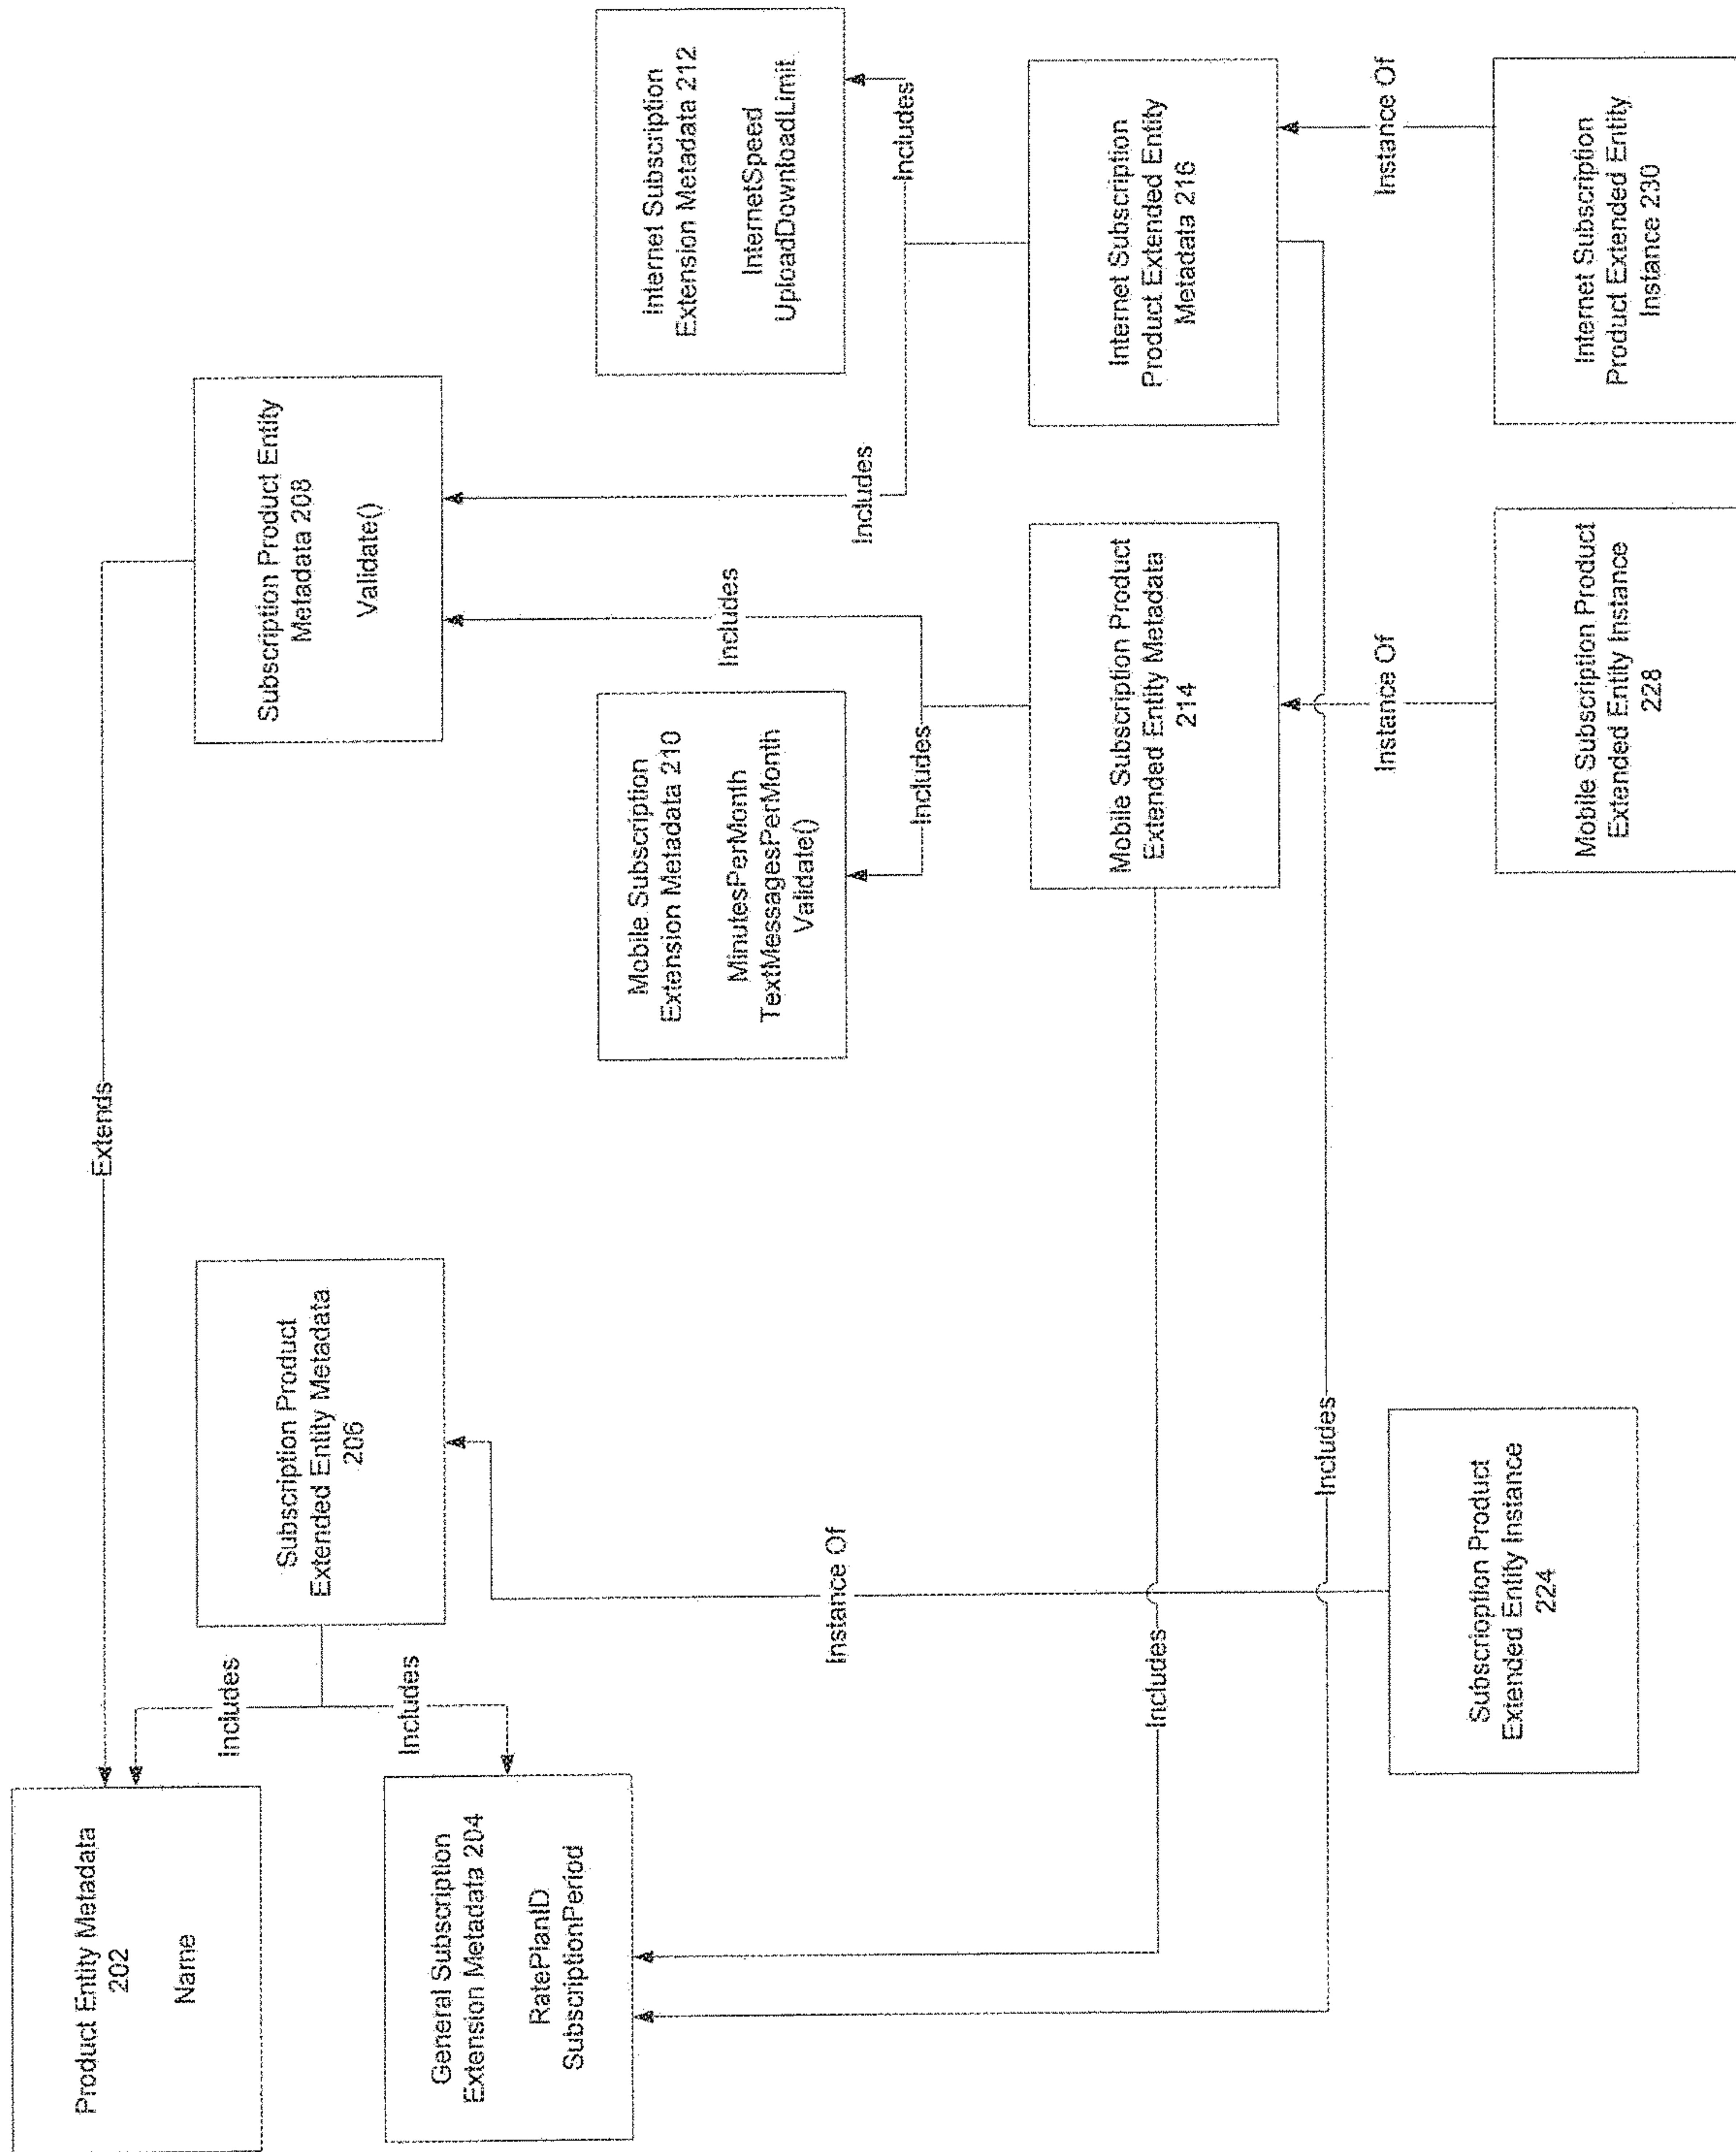 Product Entity Metadata
202
Name
Extends
Includes
Includes
General Subscription
Extension Metadata 204
RatePlanID
SubscriptionPeriod
Subscription Product
Extended Entity Metadata
206
Subscription Product Entity
Metadata 208
Validate()
Instance Of
Includes
Includes
Mobile Subscription
Extension Metadata 210
MinutesPerMonth
TextMessagesPerMonth
Validate()
Includes
Internet Subscription
Extension Metadata 212
InternetSpeed
UploadDownloadLimit
Includes
Mobile Subscription Product
Extended Entity Metadata
214
Internet Subscription
Product Extended Entity
Metadata 216
Includes
Includes
Instance Of
Instance Of
Subscrioption Product
Extended Entity Instance
224
Mobile Subscription Product
Extended Entity Instance
228
Internet Subscription
Product Extended Entity
Instance 230